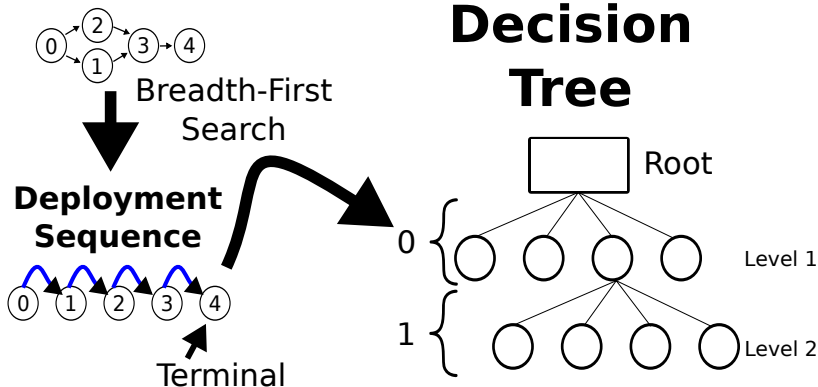 2
0
3
4
1
Breadth-First
Search
Deployment
Sequence
0
1
2
3
4
Terminal
Decision
Tree
Root
0
Level 1
1
Level 2